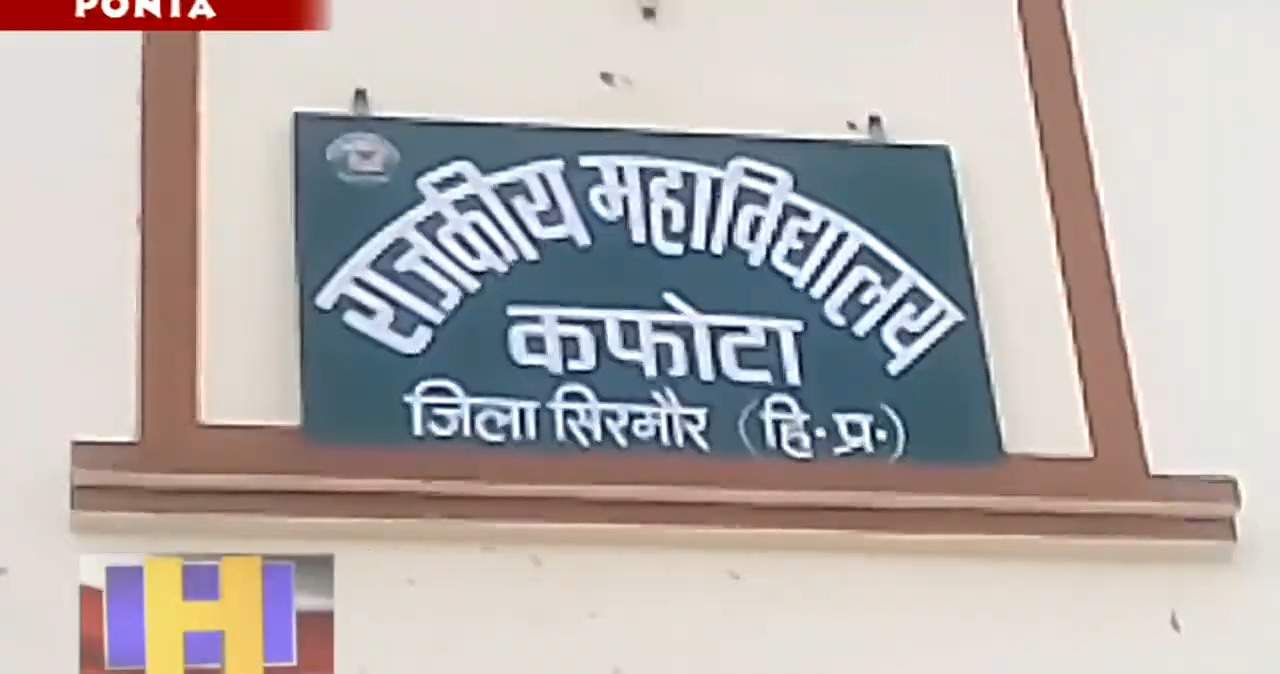 PONTA
राजकीय महाविद्यालय
कफोटा
जिला सिरमौर (हि·प्र·)
H